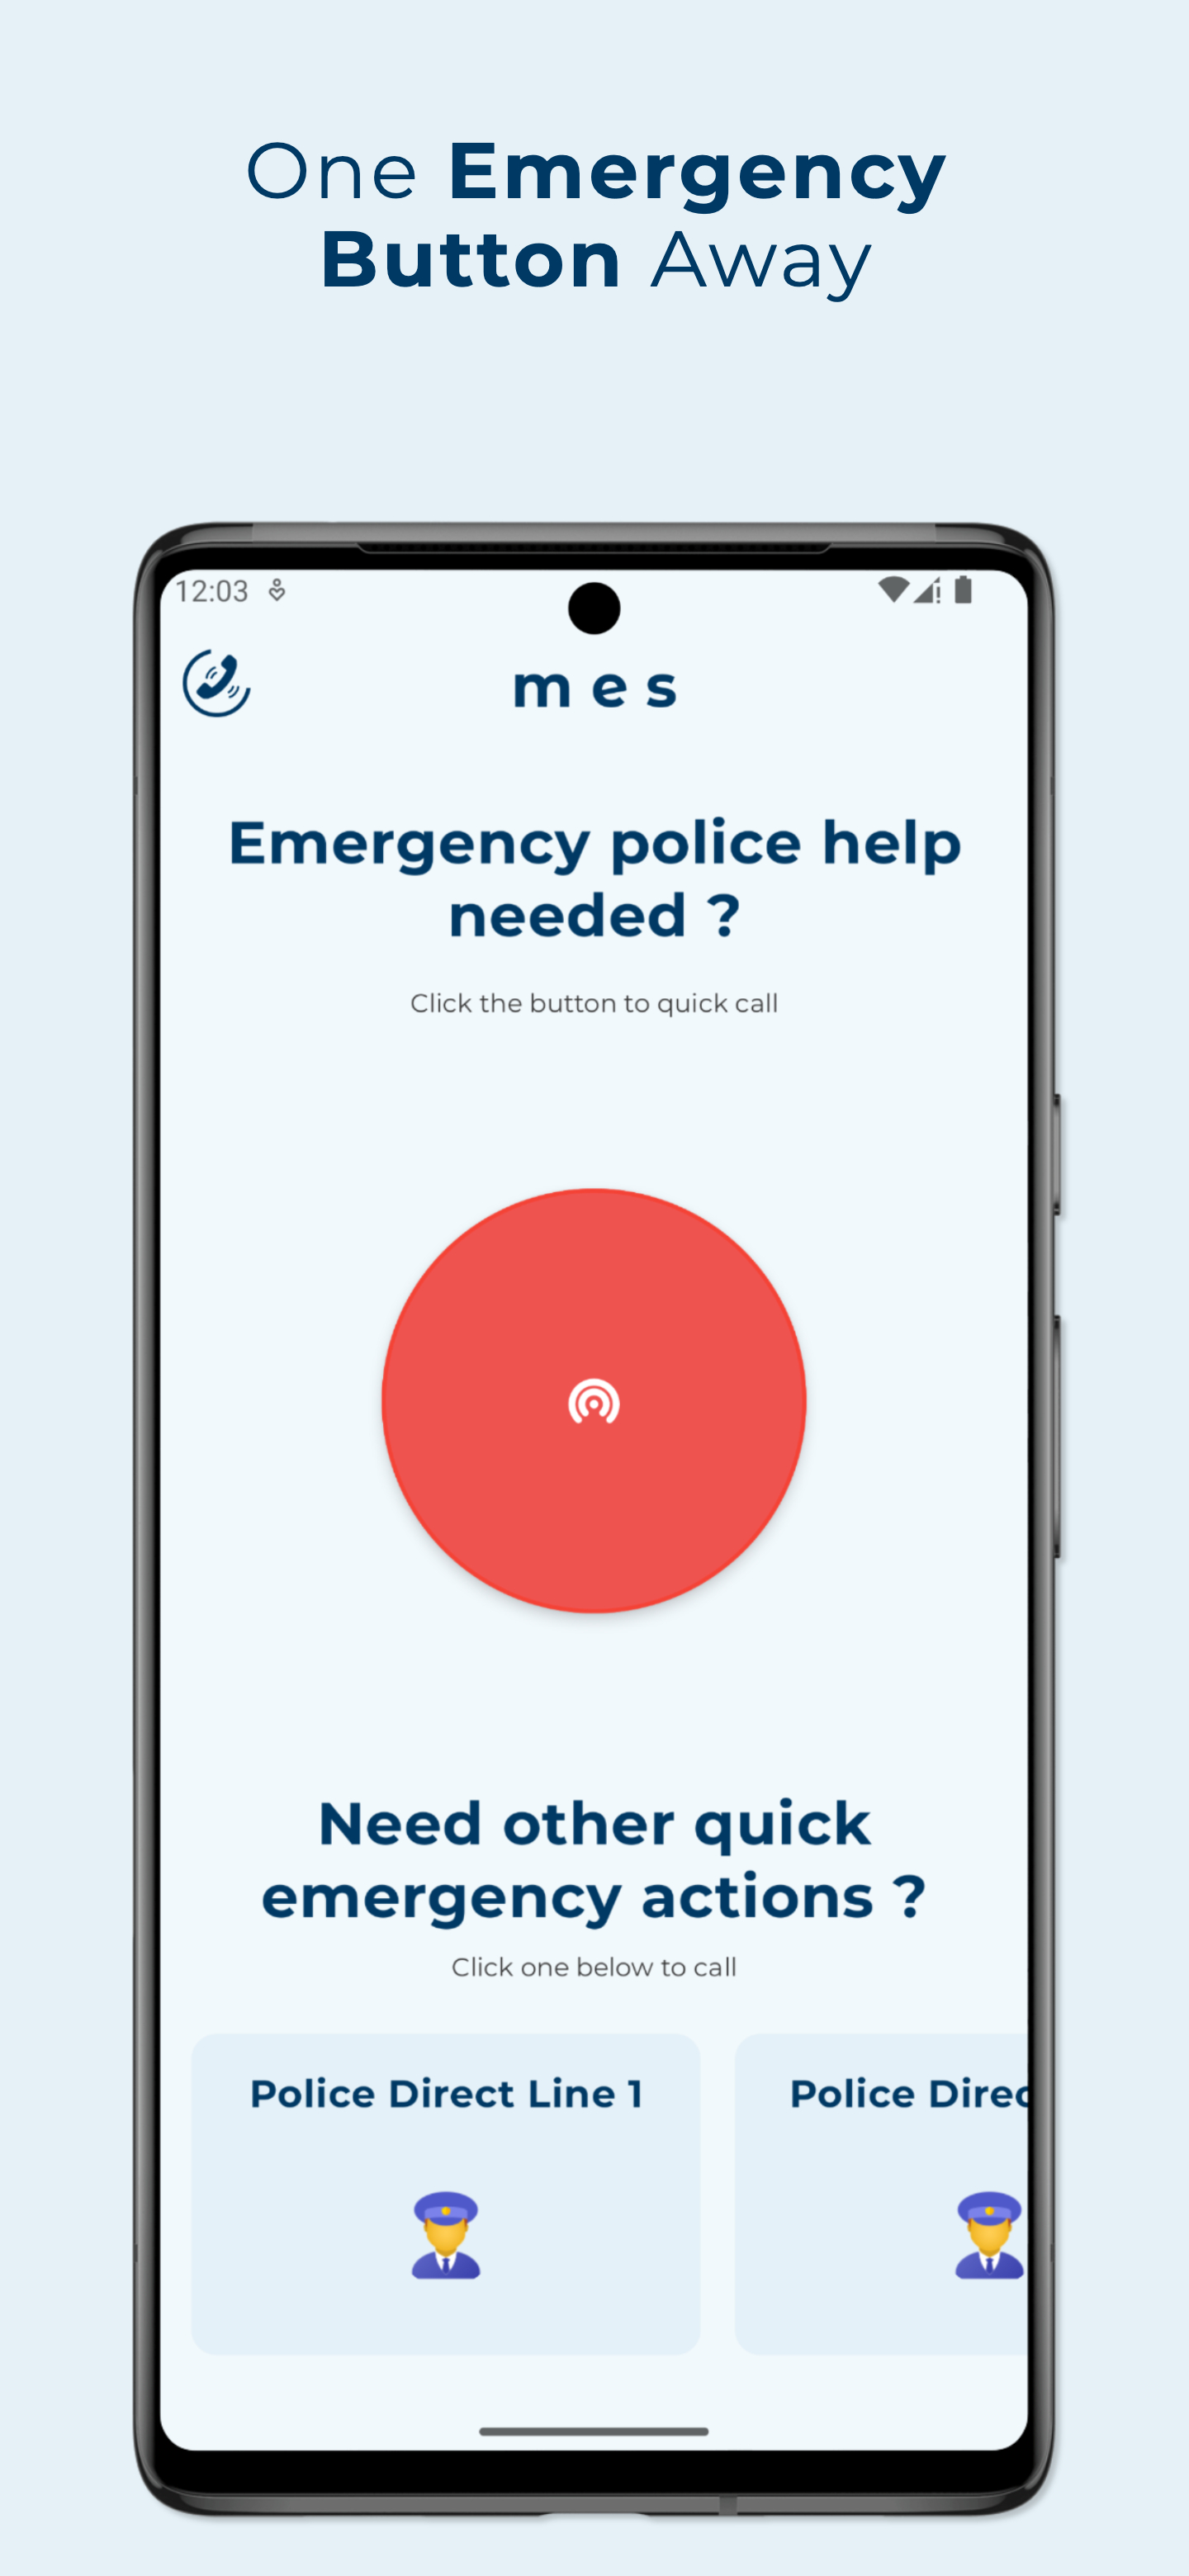 One Emergency
Button Away
12:03
mes
Emergency police help
needed ?
Click the button to quick call
Need other quick
emergency actions ?
Click one below to call
Police Direct Line 1
Police Direc